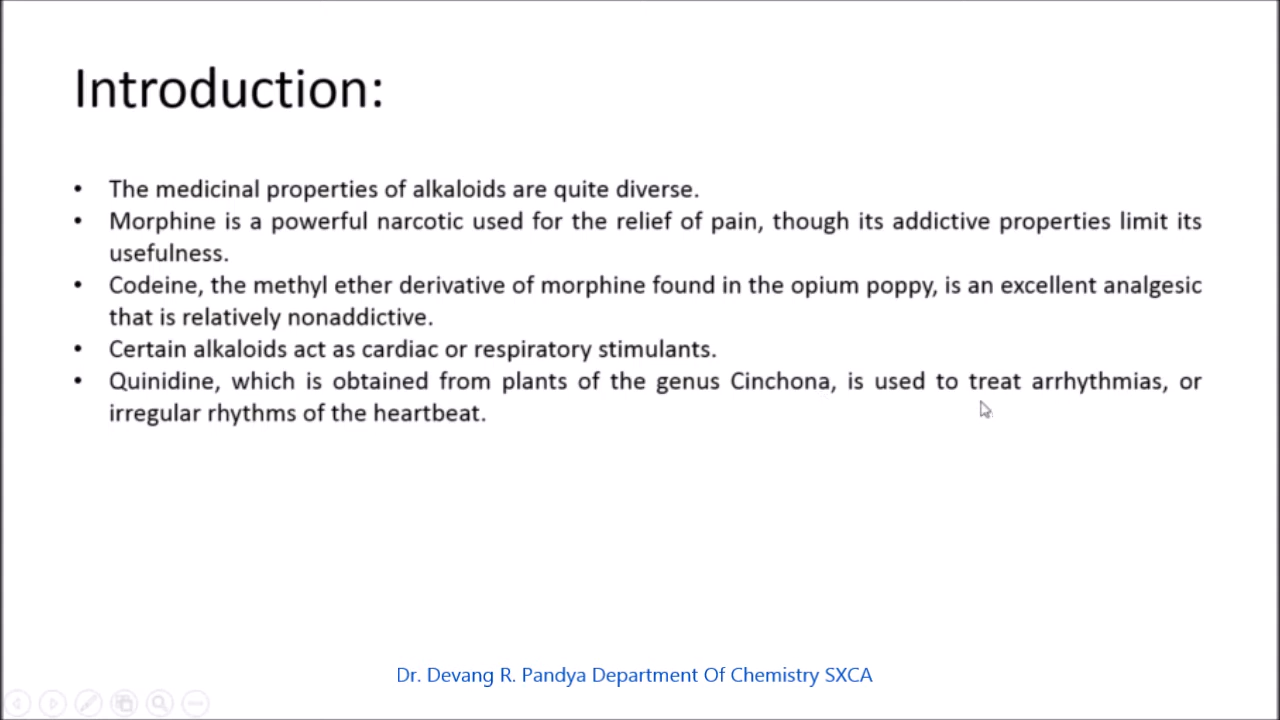 Introduction:
• The medicinal properties of alkaloids are quite diverse.
• Morphine is a powerful narcotic used for the relief of pain, though its addictive properties limit its
usefulness.
• Codeine, the methyl ether derivative of morphine found in the opium poppy, is an excellent analgesic
that is relatively nonaddictive.
• Certain alkaloids act as cardiac or respiratory stimulants.
• Quinidine, which is obtained from plants of the genus Cinchona, is used to treat arrhythmias, or
irregular rhythms of the heartbeat.
Dr. Devang R. Pandya Department Of Chemistry SXCA